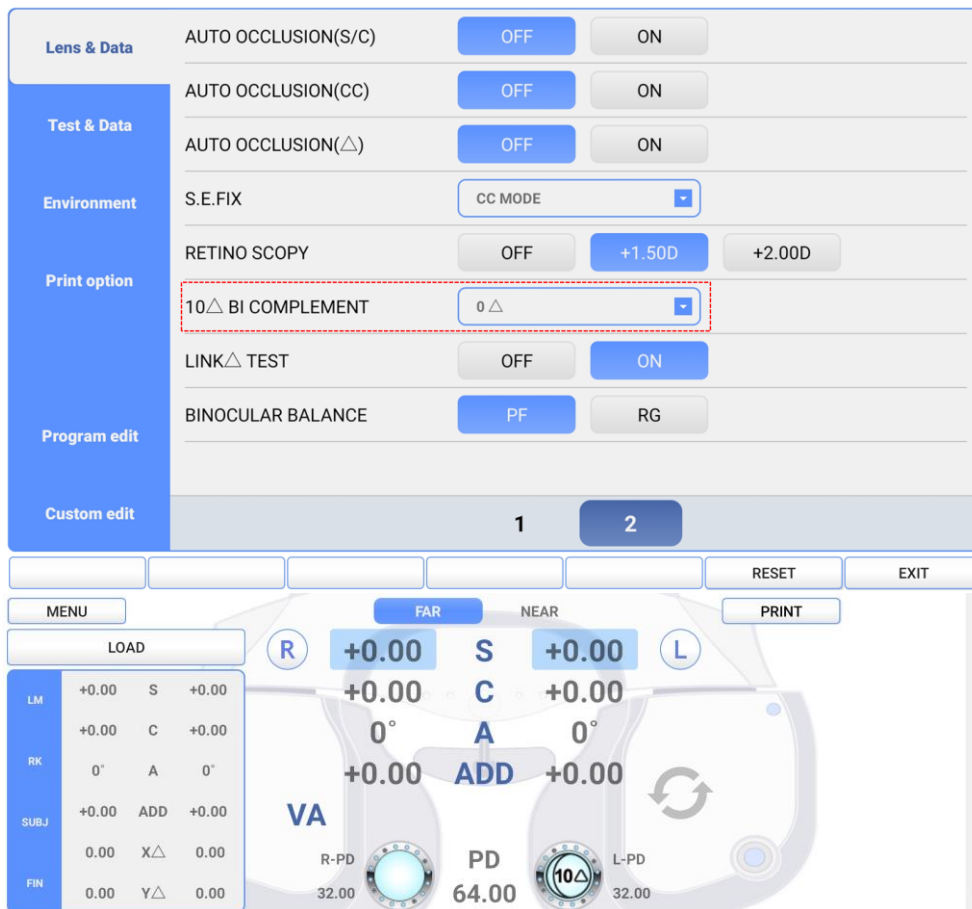 Lens & Data
Test & Data
Environment
Print option
Program edit
Custom edit
AUTO OCCLUSION(S/C) OFF ON
AUTO OCCLUSION(CC) OFF ON
AUTO OCCLUSION(△) OFF ON
S.E.FIX CC MODE
RETINO SCOPY OFF +1.50D +2.00D
10△ BI COMPLEMENT 0 △
LINK△ TEST OFF ON
BINOCULAR BALANCE PF RG
1 2
RESET EXIT
MENU FAR NEAR PRINT
LOAD
LM
RK
SUBJ
FIN
+0.00 S +0.00
+0.00 C +0.00
0° A 0°
+0.00 ADD +0.00
0.00 X△ 0.00
0.00 Y△ 0.00
R +0.00 S +0.00 L
+0.00 C +0.00
0° A 0°
+0.00 ADD +0.00
VA
R-PD PD L-PD
10△
32.00 64.00 32.00